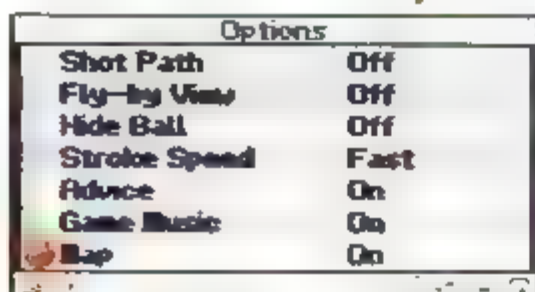 Options
Shot Path Off
Fly-by View Off
Hide Ball Off
Stroke Speed Fast
Advice On
Game Music On
Map On